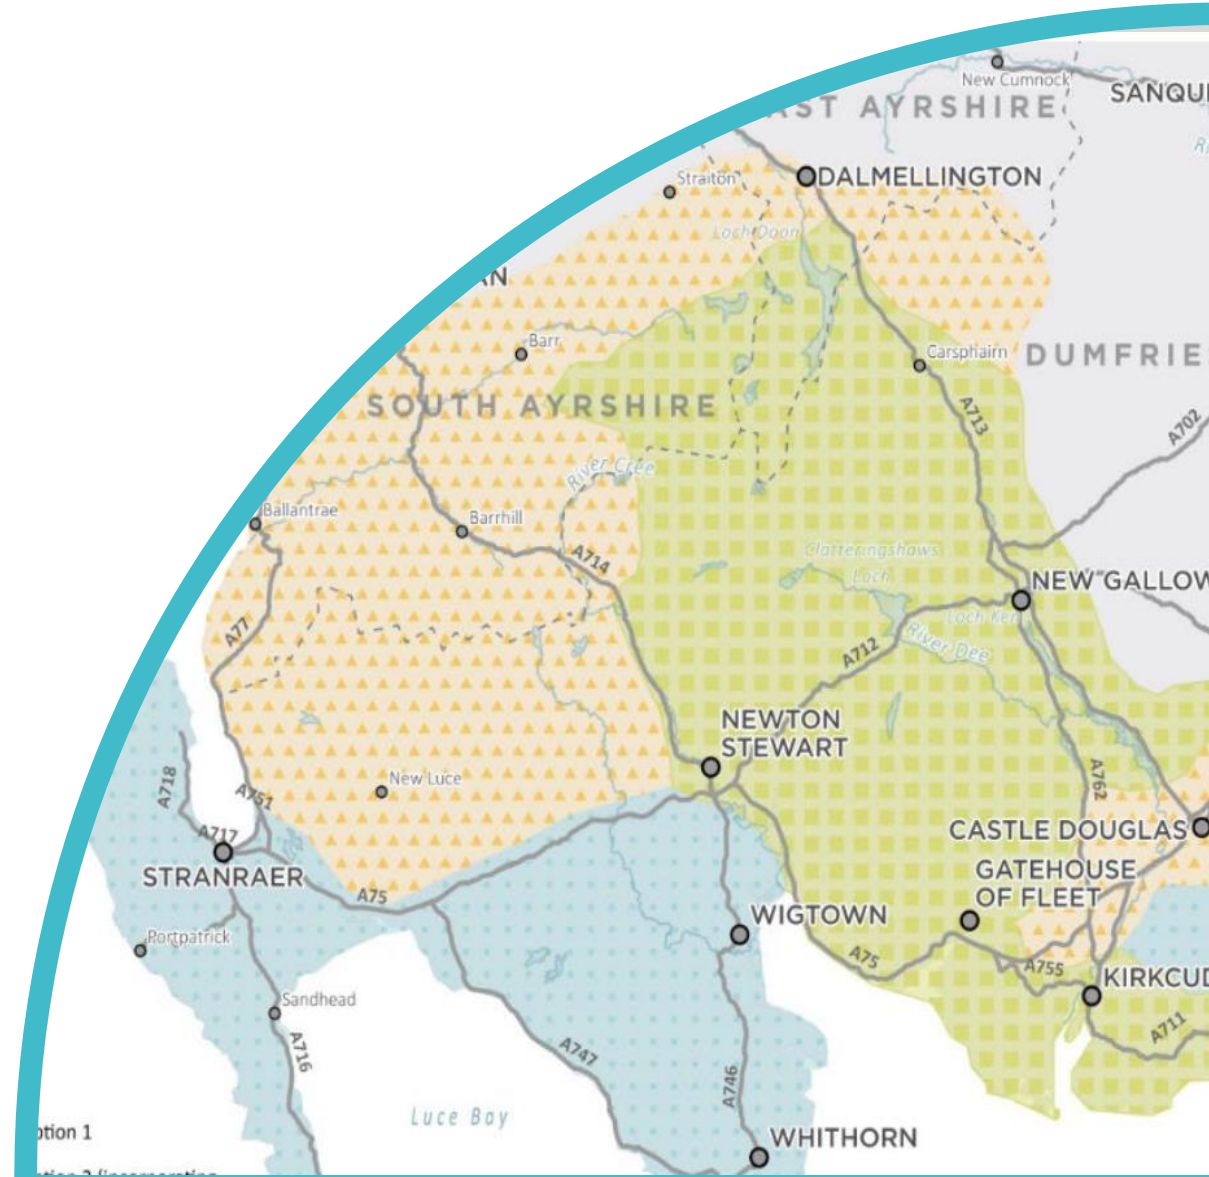 New Cumnock
SANQU
AST AYRSHIRE
DALMELLINGTON
Straiton
Loch Doon
AN
Barr
Carsphairn
DUMFRIE
SOUTH AYRSHIRE
A713
A702
River Cree
Ballantrae
Barrhill
A714
Clatteringshaws
Loch
NEW GALLOW
Loch Ken
A77
A712
River Dee
NEWTON
STEWART
New Luce
A718
A751
A762
A717
CASTLE DOUGLAS
STRANRAER
GATEHOUSE
OF FLEET
A75
WIGTOWN
Portpatrick
A75
A755
KIRKCUD
Sandhead
A711
A716
A747
A746
Luce Bay
ption 1
WHITHORN